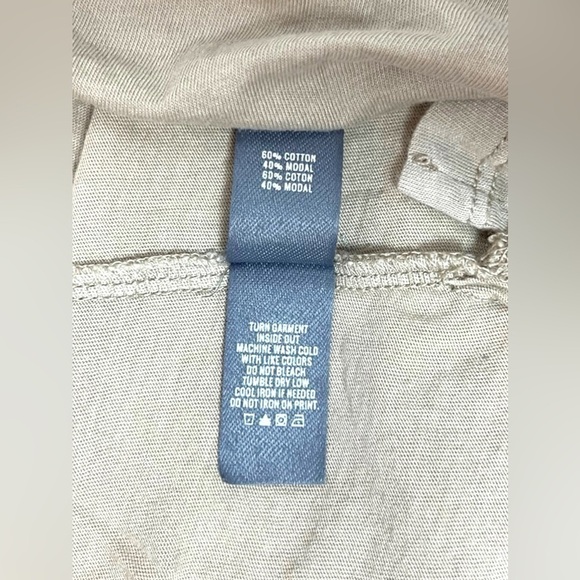 60% COTTON
40% MODAL
60% COTON
40% MODAL
TURN GARMENT
INSIDE OUT
MACHINE WASH COLD
WITH LIKE COLORS
DO NOT BLEACH
TUMBLE DRY LOW
COOL IRON IF NEEDED
DO NOT IRON ON PRINT.